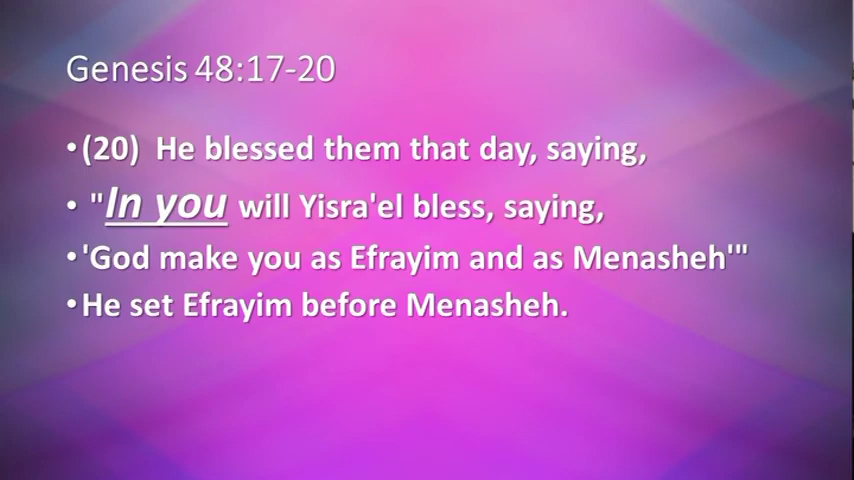 Genesis 48:17-20
•(20)  He blessed them that day, saying,
• "In you will Yisra'el bless, saying,
•'God make you as Efrayim and as Menasheh'"
•He set Efrayim before Menasheh.